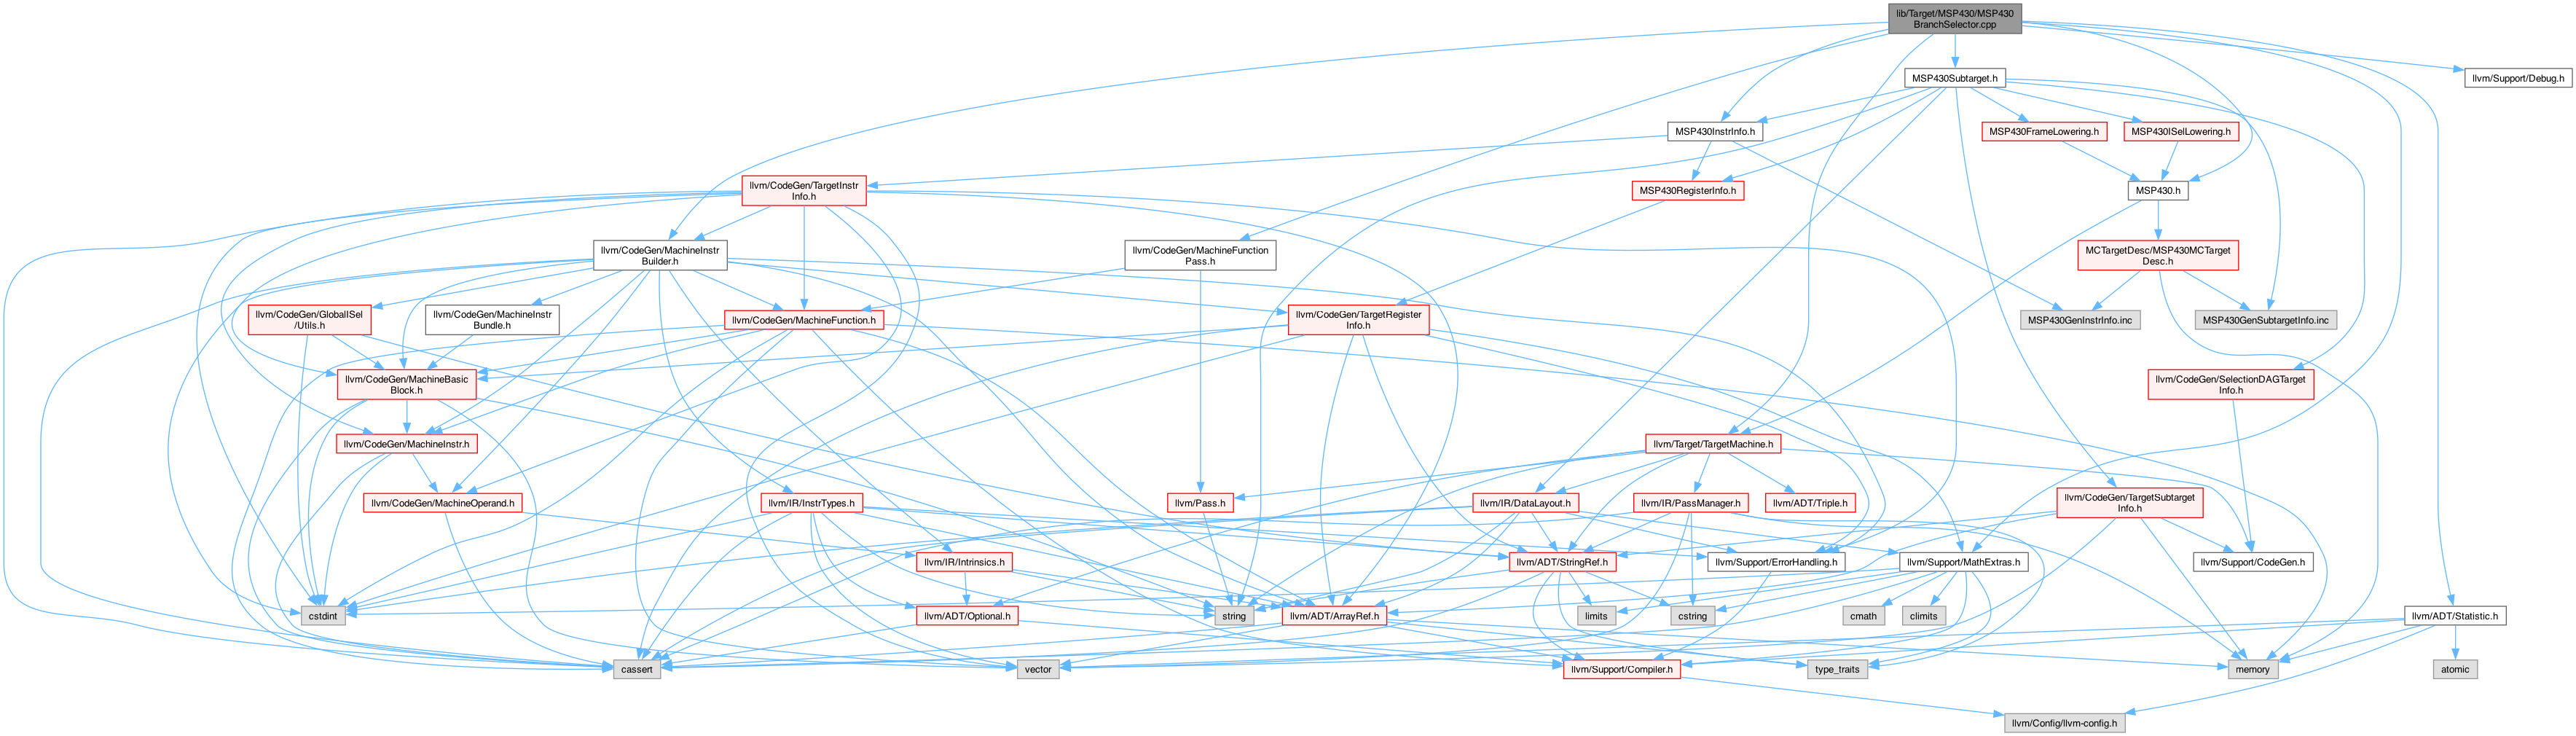 lib/Target/MSP430/MSP430
BranchSelector.cpp
MSP430Subtarget.h
llvm/Support/Debug.h
MSP430InstrInfo.h
MSP430FrameLowering.h
MSP430ISelLowering.h
llvm/CodeGen/TargetInstr
Info.h
MSP430RegisterInfo.h
MSP430.h
llvm/CodeGen/MachineInstr
Builder.h
llvm/CodeGen/MachineFunction
Pass.h
MCTargetDesc/MSP430MCTarget
Desc.h
llvm/CodeGen/GlobalISel
/Utils.h
llvm/CodeGen/MachineInstr
Bundle.h
llvm/CodeGen/MachineFunction.h
llvm/CodeGen/TargetRegister
Info.h
MSP430GenInstrInfo.inc
MSP430GenSubtargetInfo.inc
llvm/CodeGen/MachineBasic
Block.h
llvm/CodeGen/SelectionDAGTarget
Info.h
llvm/CodeGen/MachineInstr.h
llvm/Target/TargetMachine.h
llvm/CodeGen/MachineOperand.h
llvm/IR/InstrTypes.h
llvm/Pass.h
llvm/IR/DataLayout.h
llvm/IR/PassManager.h
llvm/ADT/Triple.h
llvm/CodeGen/TargetSubtarget
Info.h
llvm/IR/Intrinsics.h
llvm/ADT/StringRef.h
llvm/Support/ErrorHandling.h
llvm/Support/MathExtras.h
llvm/Support/CodeGen.h
cstdint
llvm/ADT/Optional.h
string
llvm/ADT/ArrayRef.h
limits
cstring
cmath
climits
llvm/ADT/Statistic.h
cassert
vector
llvm/Support/Compiler.h
type_traits
memory
atomic
llvm/Config/llvm-config.h